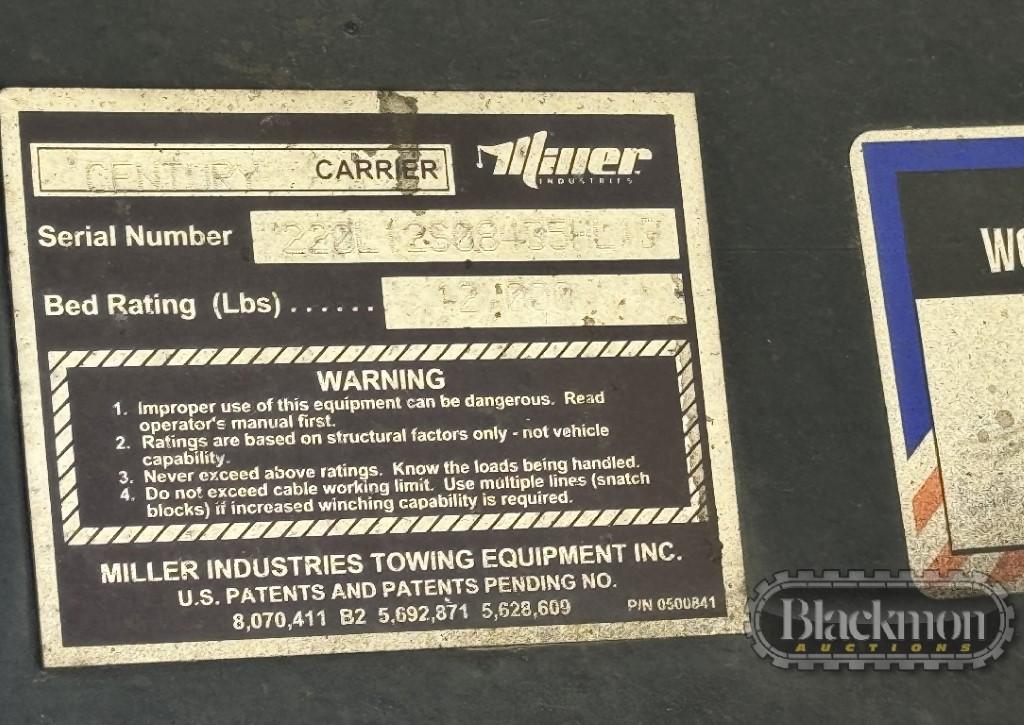 CENTURY CARRIER
Miller
INDUSTRIES
Serial Number
Bed Rating (Lbs) ...... 12,000
WARNING
1. Improper use of this equipment can be dangerous. Read
operator's manual first.
2. Ratings are based on structural factors only - not vehicle
capability.
3. Never exceed above ratings. Know the loads being handled.
4. Do not exceed cable working limit. Use multiple lines (snatch
blocks) if increased winching capability is required.
MILLER INDUSTRIES TOWING EQUIPMENT INC.
U.S. PATENTS AND PATENTS PENDING NO.
8,070,411 B2 5,692,871 5,628,609 P/N 0500841
Blackmon
AUCTIONS